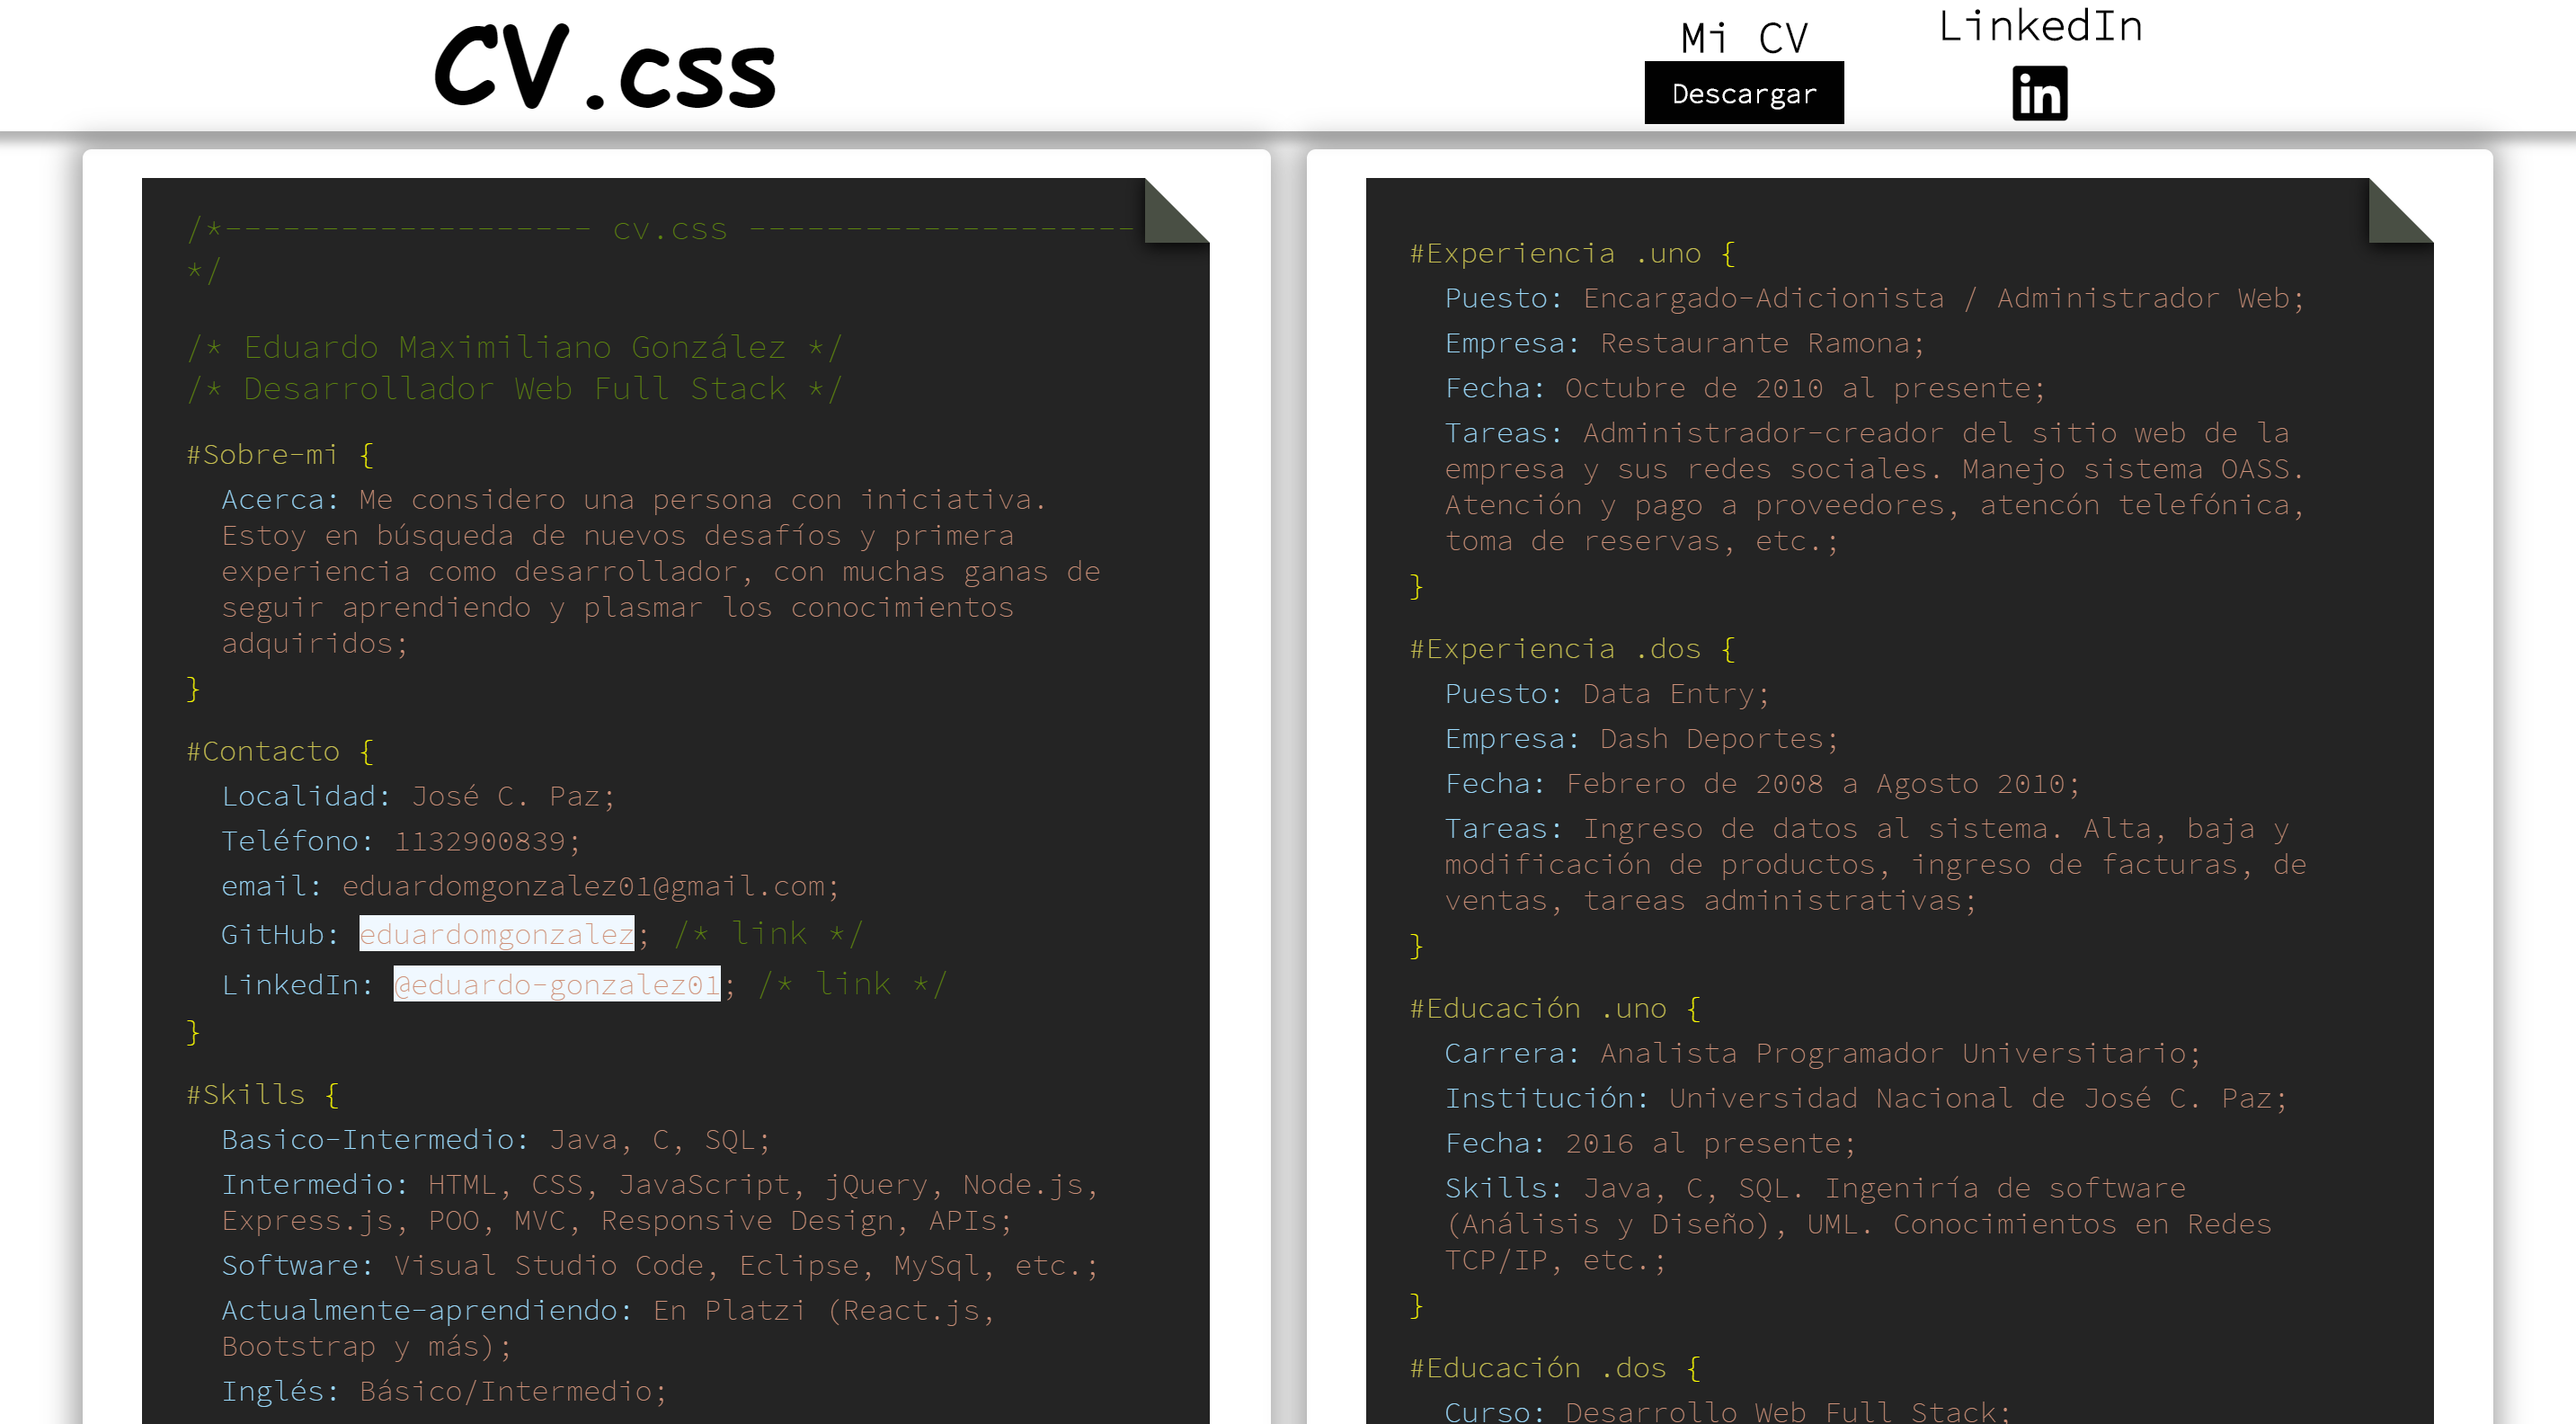 CV.css
Mi CV
Descargar
LinkedIn
in
/*------------------- cv.css --------------------
*/
/* Eduardo Maximiliano González */
/* Desarrollador Web Full Stack */
#Sobre-mi {
Acerca: Me considero una persona con iniciativa.
Estoy en búsqueda de nuevos desafíos y primera
experiencia como desarrollador, con muchas ganas de
seguir aprendiendo y plasmar los conocimientos
adquiridos;
}
#Contacto {
Localidad: José C. Paz;
Teléfono: 1132900839;
email: eduardomgonzalez01@gmail.com;
GitHub: eduardomgonzalez; /* link */
LinkedIn: @eduardo-gonzalez01; /* link */
}
#Skills {
Basico-Intermedio: Java, C, SQL;
Intermedio: HTML, CSS, JavaScript, jQuery, Node.js,
Express.js, POO, MVC, Responsive Design, APIs;
Software: Visual Studio Code, Eclipse, MySql, etc.;
Actualmente-aprendiendo: En Platzi (React.js,
Bootstrap y más);
Inglés: Básico/Intermedio;
#Experiencia .uno {
Puesto: Encargado-Adicionista / Administrador Web;
Empresa: Restaurante Ramona;
Fecha: Octubre de 2010 al presente;
Tareas: Administrador-creador del sitio web de la
empresa y sus redes sociales. Manejo sistema OASS.
Atención y pago a proveedores, atencón telefónica,
toma de reservas, etc.;
}
#Experiencia .dos {
Puesto: Data Entry;
Empresa: Dash Deportes;
Fecha: Febrero de 2008 a Agosto 2010;
Tareas: Ingreso de datos al sistema. Alta, baja y
modificación de productos, ingreso de facturas, de
ventas, tareas administrativas;
}
#Educación .uno {
Carrera: Analista Programador Universitario;
Institución: Universidad Nacional de José C. Paz;
Fecha: 2016 al presente;
Skills: Java, C, SQL. Ingeniría de software
(Análisis y Diseño), UML. Conocimientos en Redes
TCP/IP, etc.;
}
#Educación .dos {
Curso: Desarrollo Web Full Stack;